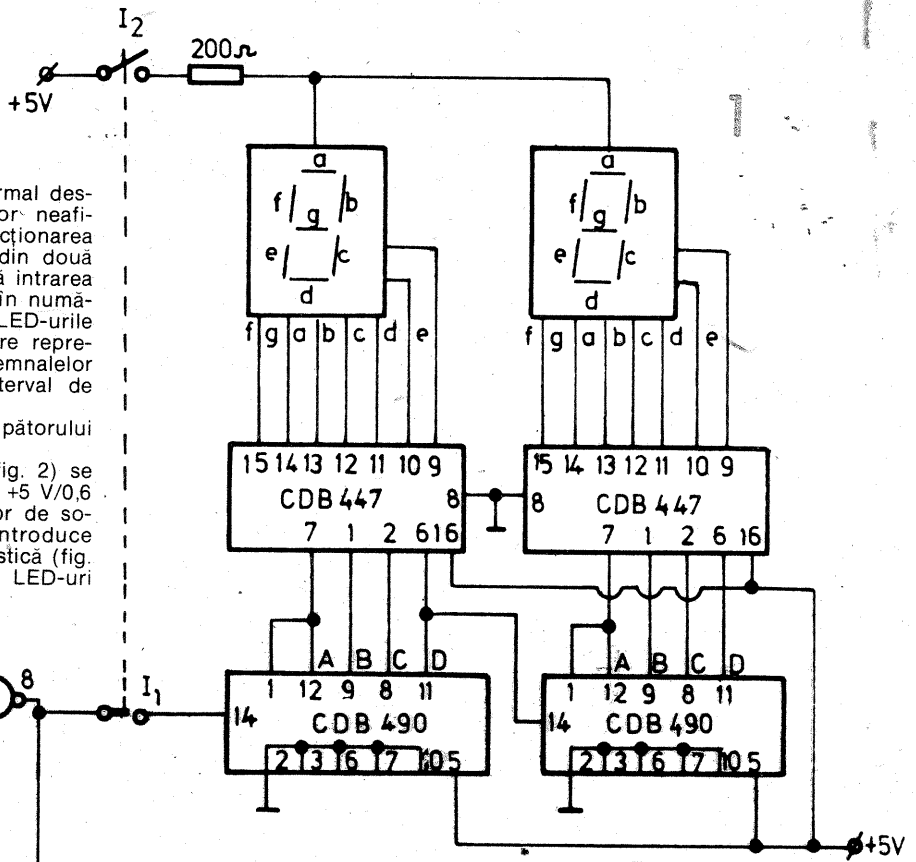 I₂
200Ω
+5V
rmal des-
or neafi-
cționarea
din două
ă intrarea
în numă-
LED-urile
re repre-
emnalelor
terval de
pătorului
fig. 2) se
+5 V/0,6
or de so-
introduce
stică (fig.
LED-uri
a
f b
g
e c
d
a
f b
g
e c
d
f g a b c d e
f g a b c d e
15 14 13 12 11 10 9
CDB 447
8
7 1 2 6 16
15 14 13 12 11 10 9
8 CDB 447
7 1 2 6 16
A B C D
1 12 9 8 11
14 CDB 490
2 3 6 7 10 5
A B C D
1 12 9 8 11
14 CDB 490
2 3 6 7 10 5
8
I₁
+5V